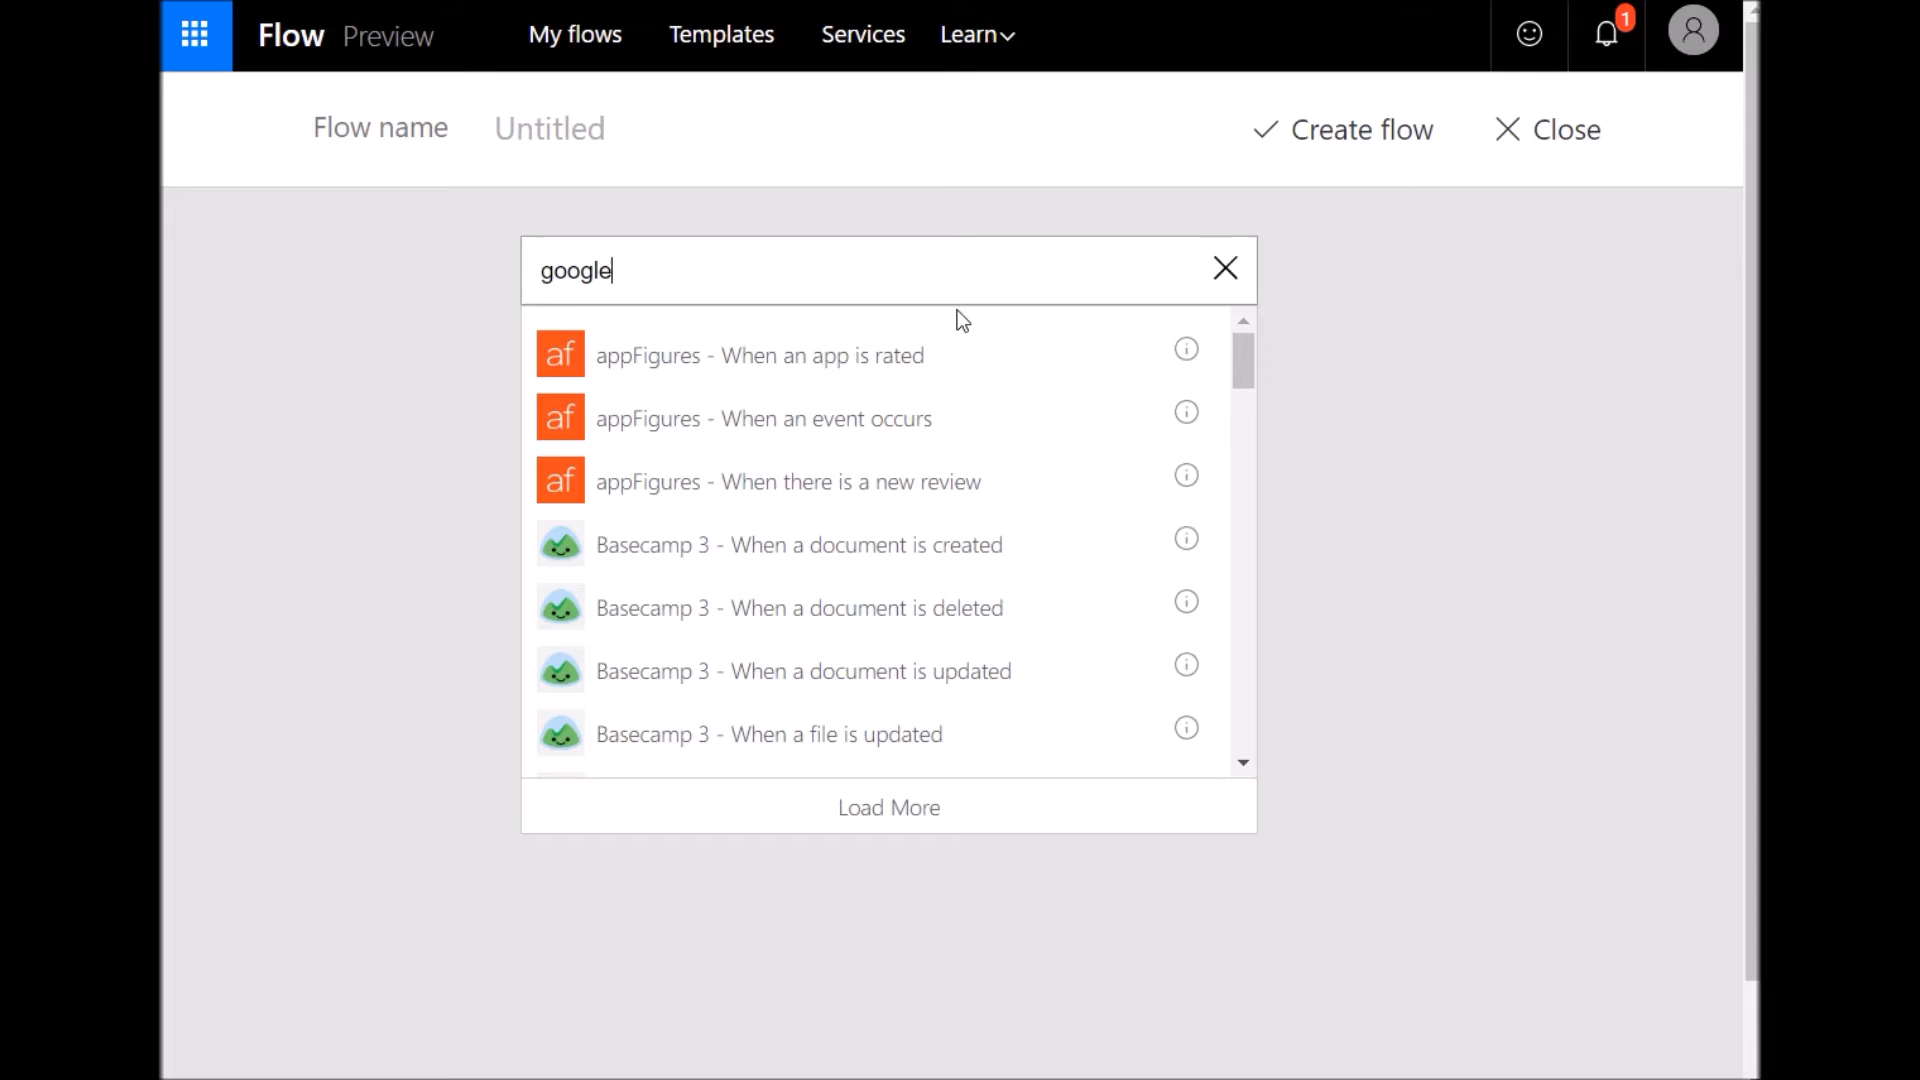 Flow Preview My flows Templates Services Learn 1
Flow name Untitled Create flow Close
google
af appFigures - When an app is rated
af appFigures - When an event occurs
af appFigures - When there is a new review
Basecamp 3 - When a document is created
Basecamp 3 - When a document is deleted
Basecamp 3 - When a document is updated
Basecamp 3 - When a file is updated
Load More